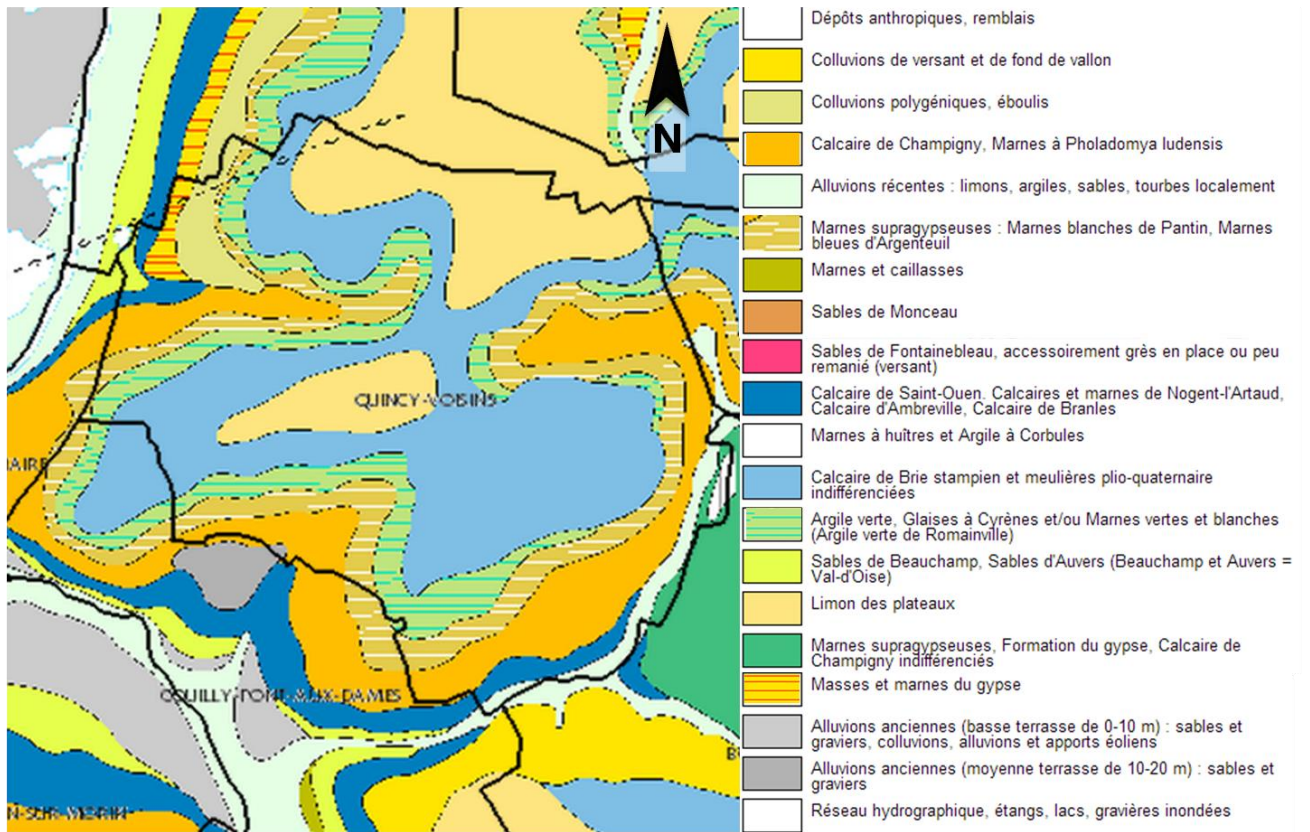 N
QUINCY-VOISINS
COUILLY-PONT-AUX-DAMES
Dépôts anthropiques, remblais
Colluvions de versant et de fond de vallon
Colluvions polygéniques, éboulis
Calcaire de Champigny, Marnes à Pholadomya ludensis
Alluvions récentes : limons, argiles, sables, tourbes localement
Marnes supragypseuses : Marnes blanches de Pantin, Marnes
bleues d'Argenteuil
Marnes et caillasses
Sables de Monceau
Sables de Fontainebleau, accessoirement grès en place ou peu
remanié (versant)
Calcaire de Saint-Ouen. Calcaires et marnes de Nogent-l'Artaud,
Calcaire d'Ambreville, Calcaire de Branles
Marnes à huîtres et Argile à Corbules
Calcaire de Brie stampien et meulières plio-quaternaire
indifférenciées
Argile verte, Glaises à Cyrènes et/ou Marnes vertes et blanches
(Argile verte de Romainville)
Sables de Beauchamp, Sables d'Auvers (Beauchamp et Auvers =
Val-d'Oise)
Limon des plateaux
Marnes supragypseuses, Formation du gypse, Calcaire de
Champigny indifférenciés
Masses et marnes du gypse
Alluvions anciennes (basse terrasse de 0-10 m) : sables et
graviers, colluvions, alluvions et apports éoliens
Alluvions anciennes (moyenne terrasse de 10-20 m) : sables et
graviers
Réseau hydrographique, étangs, lacs, gravières inondées